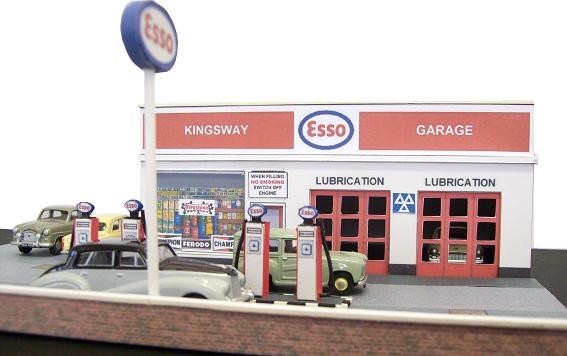 Esso
KINGSWAY
Esso
GARAGE
WHEN FILLING
NO SMOKING
SWITCH OFF
ENGINE
LUBRICATION
LUBRICATION
Firestone
Esso
Esso
Esso
Esso
FERODO
CHAMP